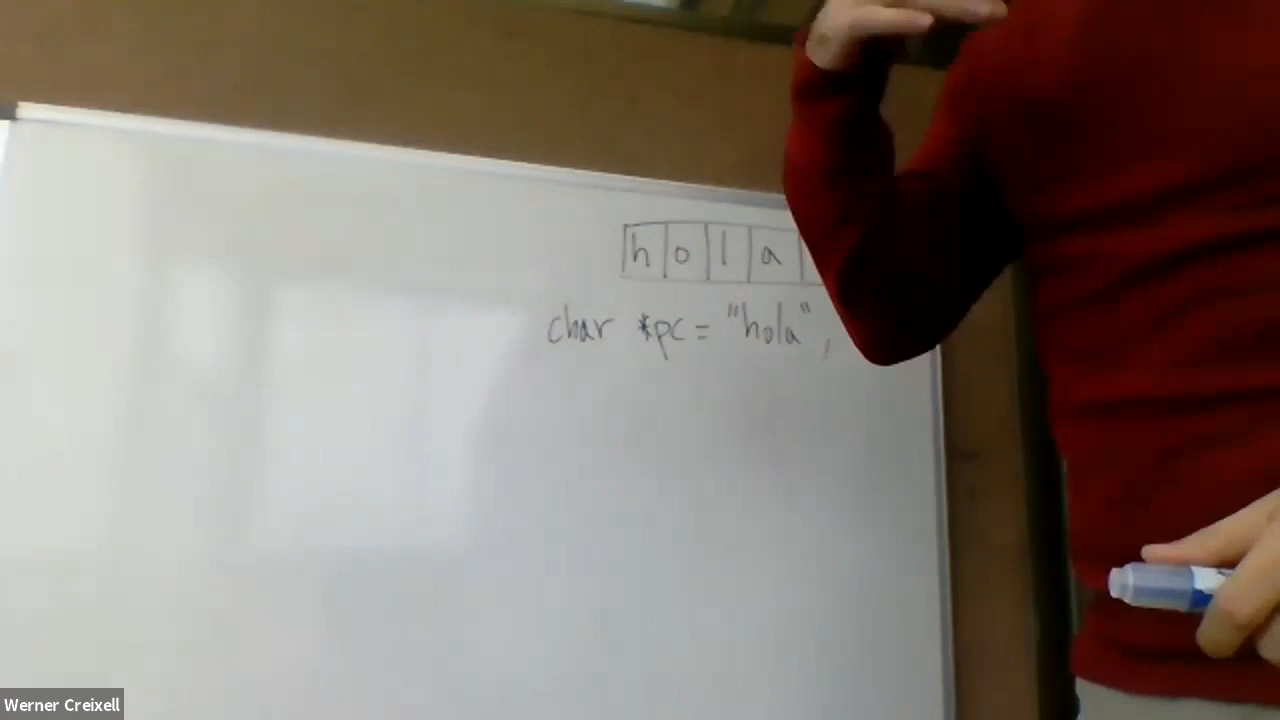 h o l a
char *pc = "hola",
Werner Creixell